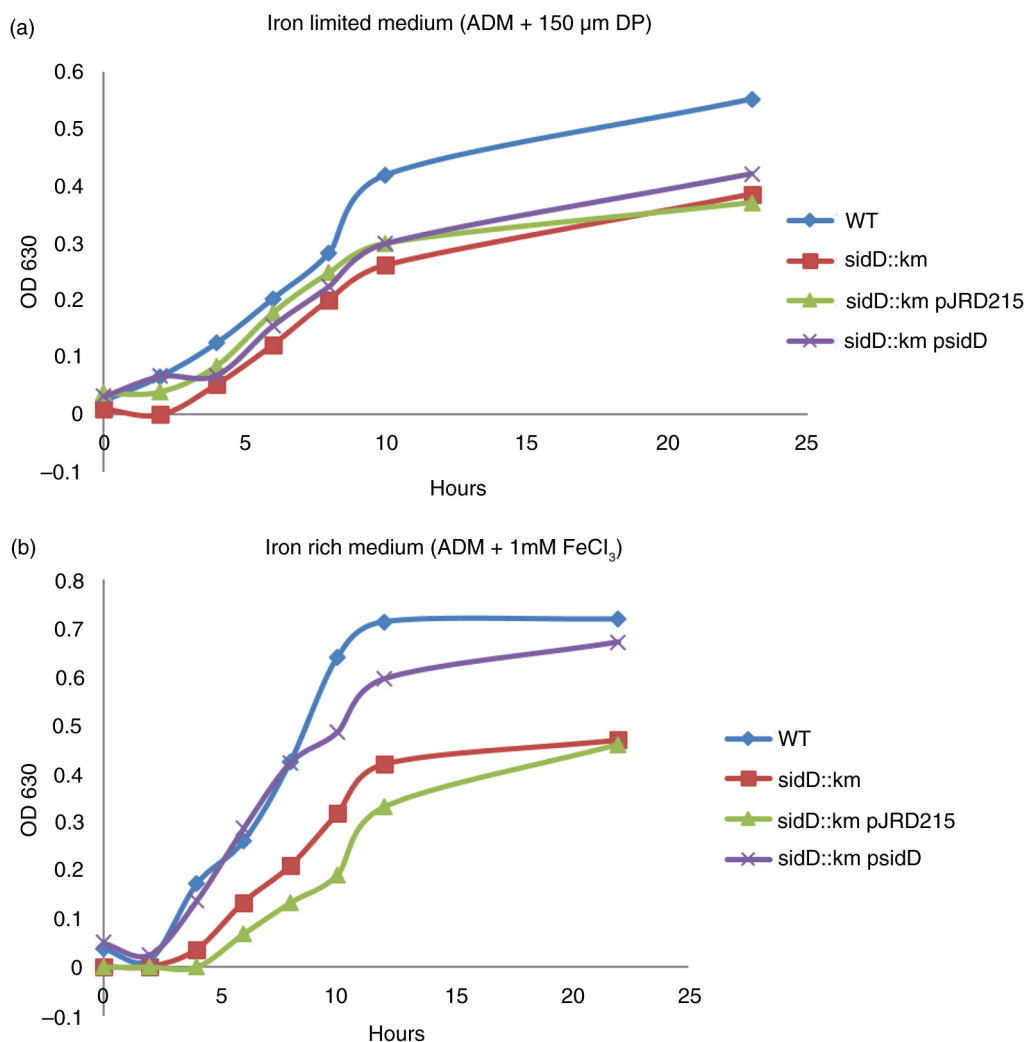 (a)
Iron limited medium (ADM + 150 µm DP)
0.6
0.5
0.4
0.3
0.2
0.1
0
–0.1
OD 630
0 5 10 15 20 25
Hours
WT
sidD::km
sidD::km pJRD215
sidD::km psidD
(b)
Iron rich medium (ADM + 1mM FeCl3)
0.8
0.7
0.6
0.5
0.4
0.3
0.2
0.1
0
–0.1
OD 630
0 5 10 15 20 25
Hours
WT
sidD::km
sidD::km pJRD215
sidD::km psidD